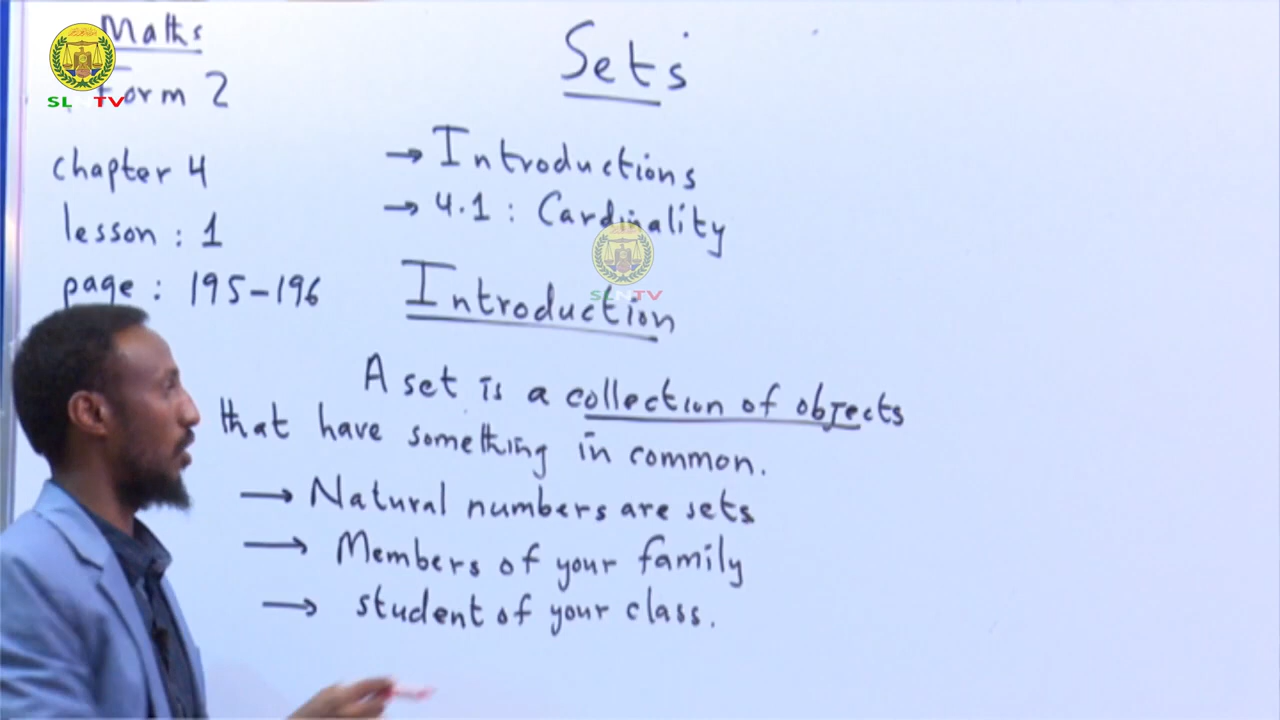 Maths
Form 2
chapter 4
lesson : 1
page : 195-196
Sets
→ Introductions
→ 4.1 : Cardinality
Introduction
A set is a collection of objects
that have something in common.
→ Natural numbers are sets
→ Members of your family
→ student of your class.
SL TV
SLNTV